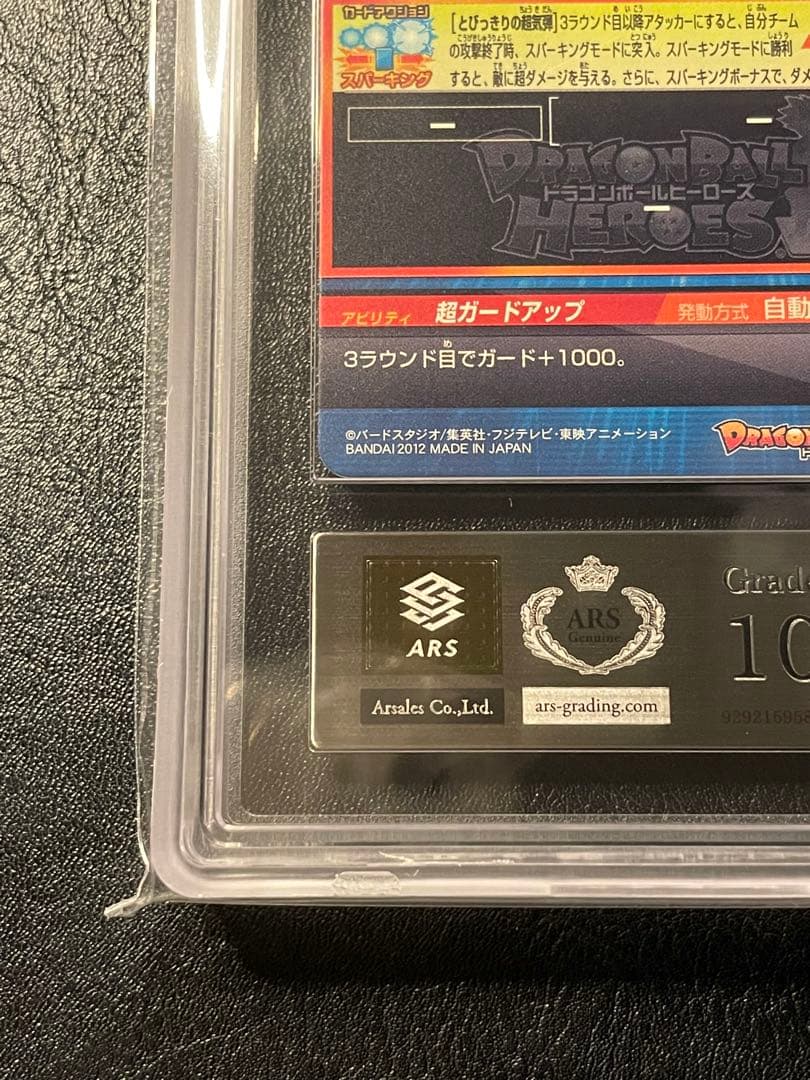 カードアクション
スパーキング
[とびっきりの超気弾]3ラウンド目以降アタッカーにすると、自分チーム
の攻撃終了時、スパーキングモードに突入。スパーキングモードに勝利
すると、敵に超ダメージを与える。さらに、スパーキングボーナスで、ダメ
DRAGON BALL
ドラゴンボールヒーローズ
HEROES
アビリティ 超ガードアップ 発動方式 自動
3ラウンド目でガード+1000。
©バードスタジオ/集英社・フジテレビ・東映アニメーション
BANDAI 2012 MADE IN JAPAN
ARS
Arsales Co.,Ltd.
ARS
Genuine
ars-grading.com
10